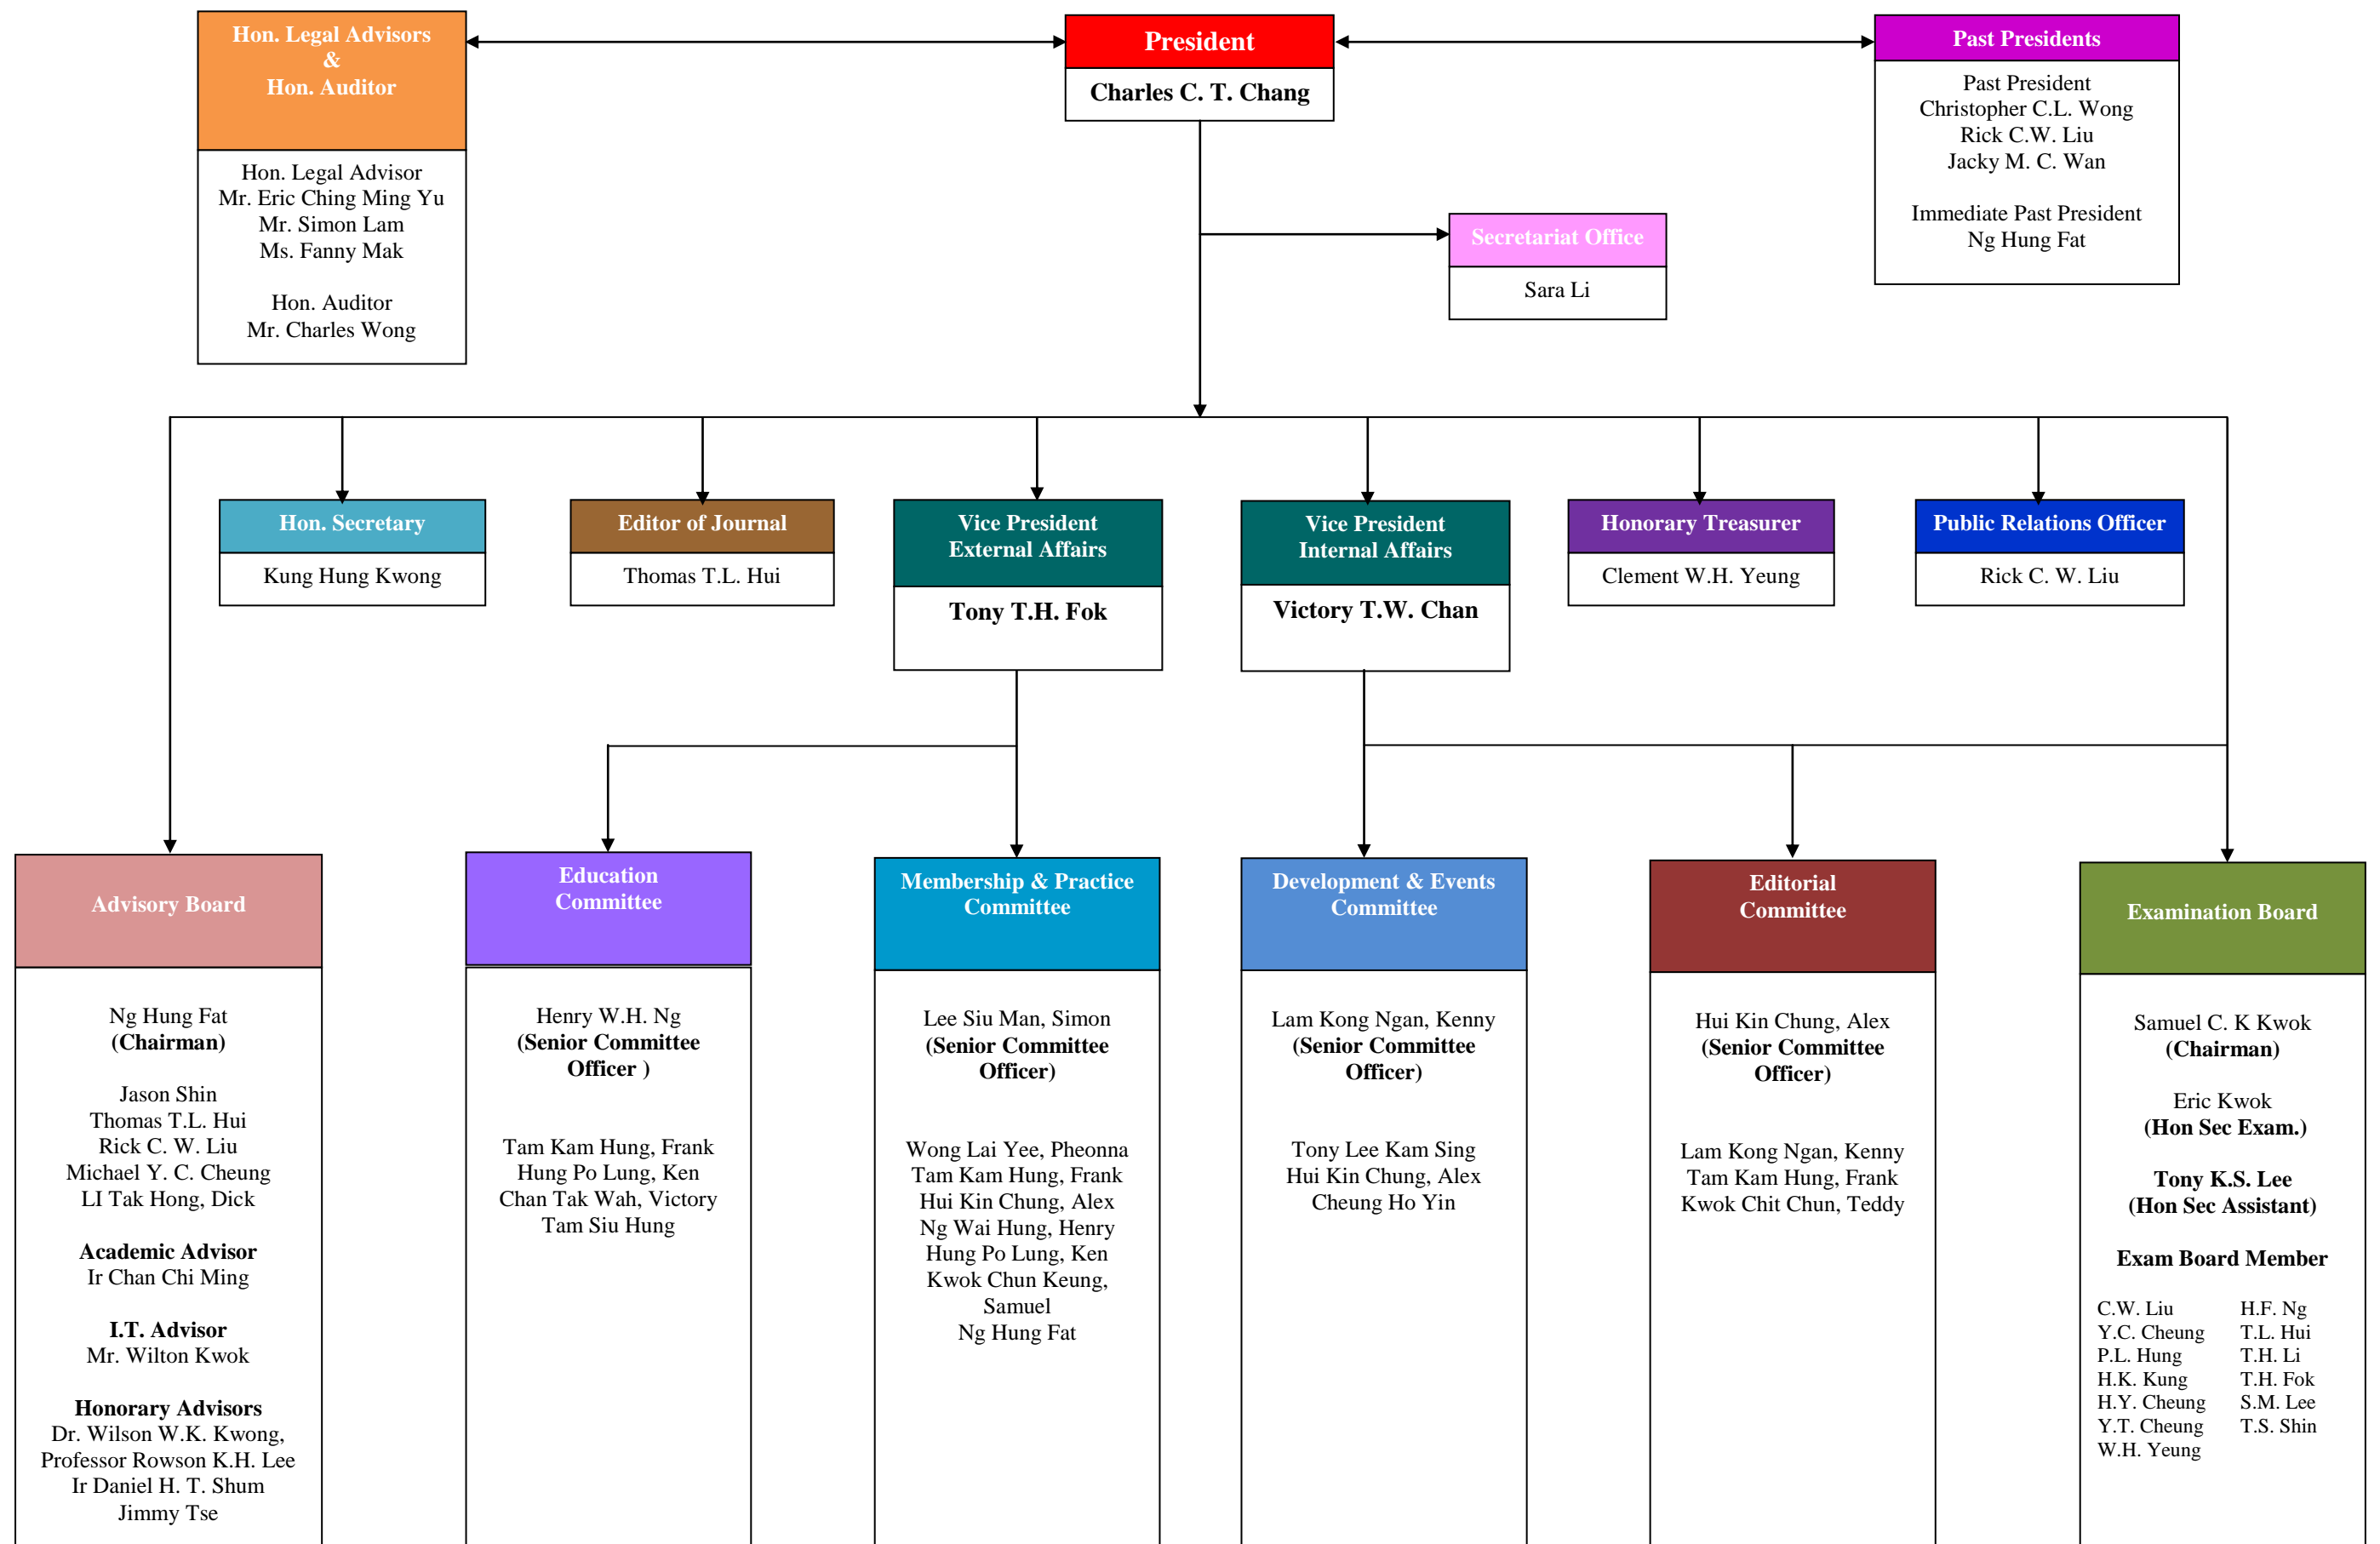 Hon. Legal Advisors
&
Hon. Auditor
Hon. Legal Advisor
Mr. Eric Ching Ming Yu
Mr. Simon Lam
Ms. Fanny Mak
Hon. Auditor
Mr. Charles Wong
President
Charles C. T. Chang
Past Presidents
Past President
Christopher C.L. Wong
Rick C.W. Liu
Jacky M. C. Wan
Immediate Past President
Ng Hung Fat
Secretariat Office
Sara Li
Hon. Secretary
Kung Hung Kwong
Editor of Journal
Thomas T.L. Hui
Vice President
External Affairs
Tony T.H. Fok
Vice President
Internal Affairs
Victory T.W. Chan
Honorary Treasurer
Clement W.H. Yeung
Public Relations Officer
Rick C. W. Liu
Advisory Board
Ng Hung Fat
(Chairman)
Jason Shin
Thomas T.L. Hui
Rick C. W. Liu
Michael Y. C. Cheung
LI Tak Hong, Dick
Academic Advisor
Ir Chan Chi Ming
I.T. Advisor
Mr. Wilton Kwok
Honorary Advisors
Dr. Wilson W.K. Kwong,
Professor Rowson K.H. Lee
Ir Daniel H. T. Shum
Jimmy Tse
Education
Committee
Henry W.H. Ng
(Senior Committee
Officer )
Tam Kam Hung, Frank
Hung Po Lung, Ken
Chan Tak Wah, Victory
Tam Siu Hung
Membership & Practice
Committee
Lee Siu Man, Simon
(Senior Committee
Officer)
Wong Lai Yee, Pheonna
Tam Kam Hung, Frank
Hui Kin Chung, Alex
Ng Wai Hung, Henry
Hung Po Lung, Ken
Kwok Chun Keung,
Samuel
Ng Hung Fat
Development & Events
Committee
Lam Kong Ngan, Kenny
(Senior Committee
Officer)
Tony Lee Kam Sing
Hui Kin Chung, Alex
Cheung Ho Yin
Editorial
Committee
Hui Kin Chung, Alex
(Senior Committee
Officer)
Lam Kong Ngan, Kenny
Tam Kam Hung, Frank
Kwok Chit Chun, Teddy
Examination Board
Samuel C. K Kwok
(Chairman)
Eric Kwok
(Hon Sec Exam.)
Tony K.S. Lee
(Hon Sec Assistant)
Exam Board Member
C.W. Liu H.F. Ng
Y.C. Cheung T.L. Hui
P.L. Hung T.H. Li
H.K. Kung T.H. Fok
H.Y. Cheung S.M. Lee
Y.T. Cheung T.S. Shin
W.H. Yeung